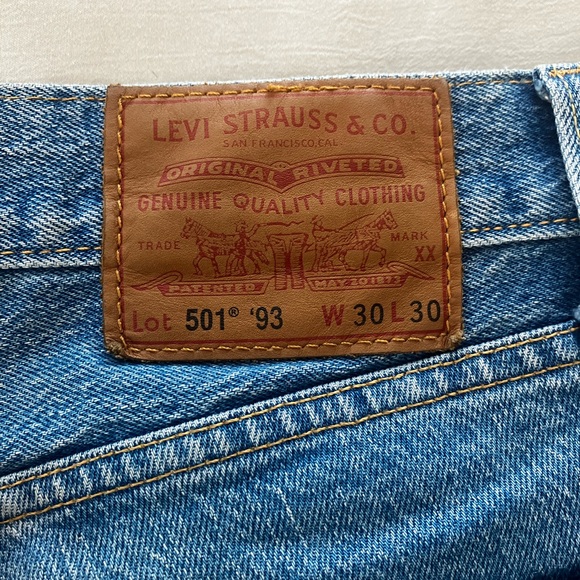 LEVI STRAUSS & CO.
SAN FRANCISCO, CAL.
ORIGINAL RIVETED
GENUINE QUALITY CLOTHING
TRADE MARK
XX
PATENTED MAY 20 1873
Lot 501® '93 W 30 L 30